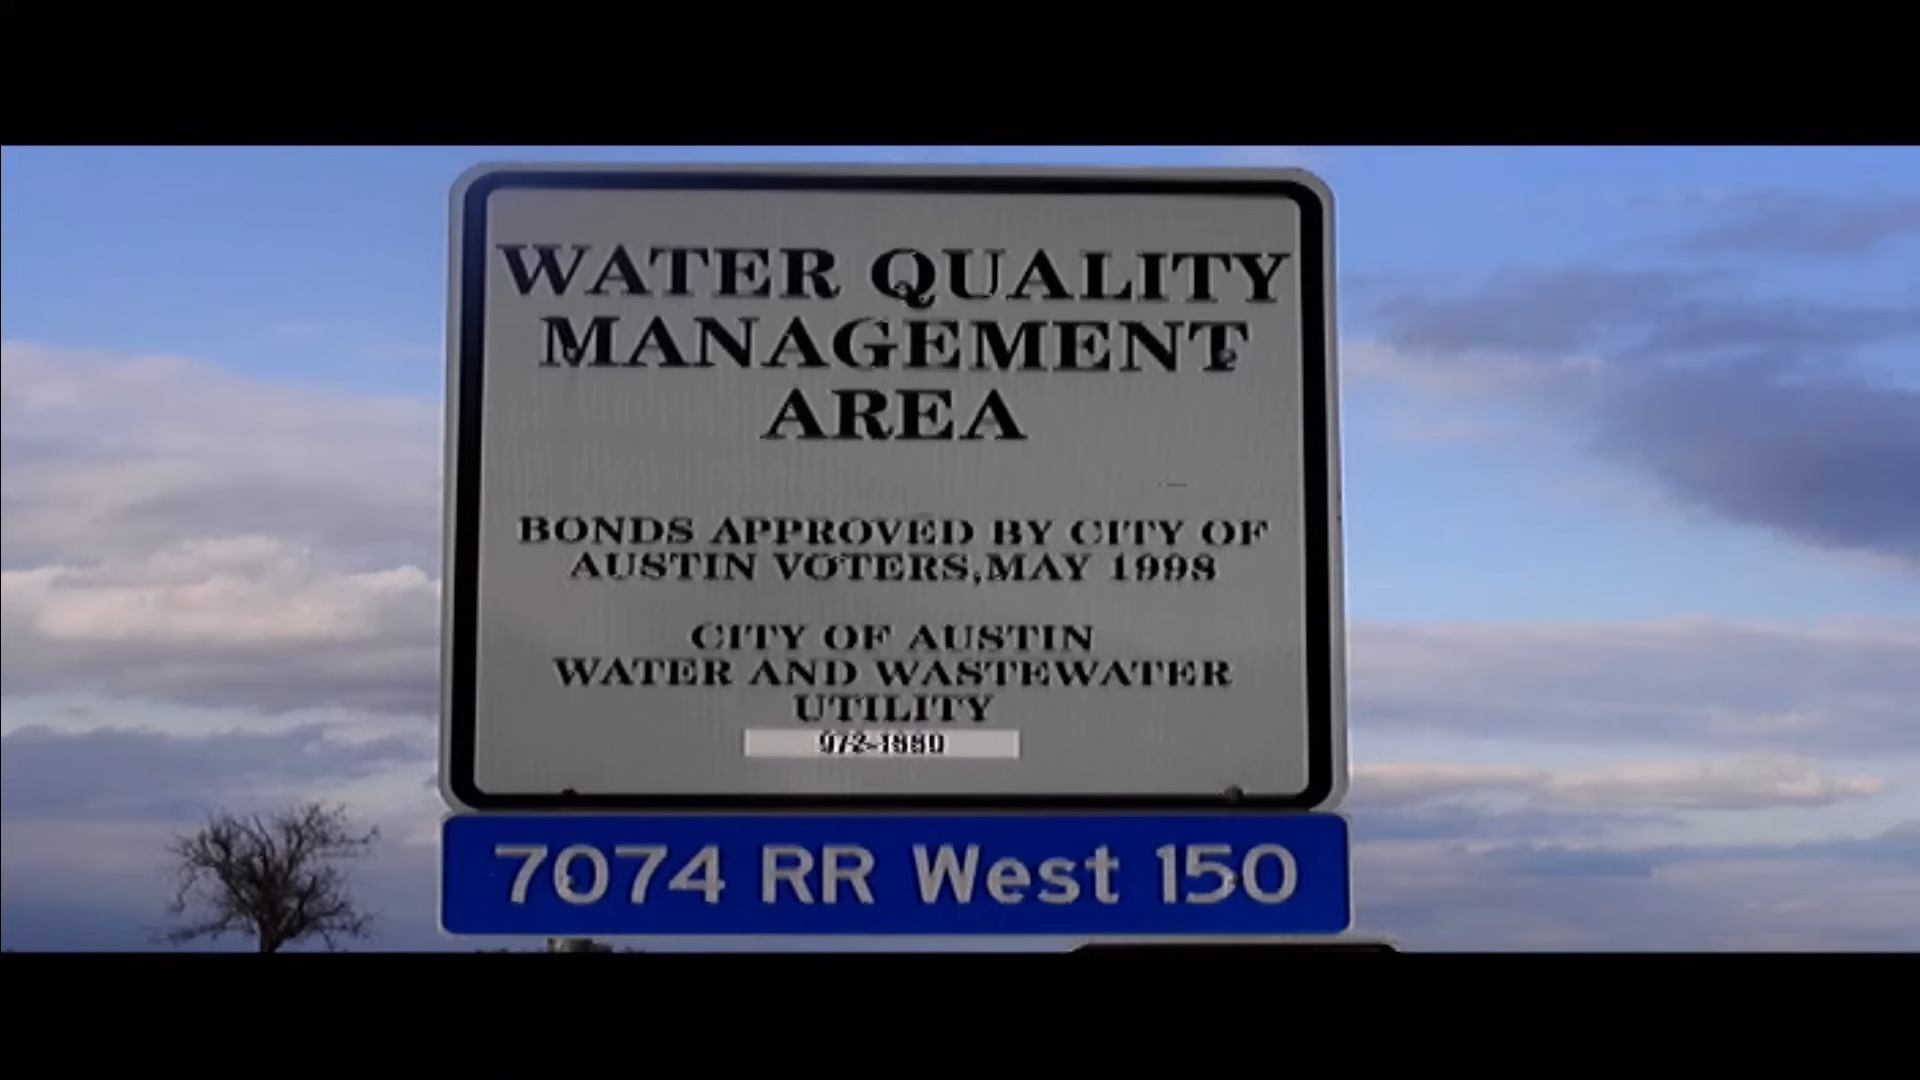 WATER QUALITY
MANAGEMENT
AREA
BONDS APPROVED BY CITY OF
AUSTIN VOTERS, MAY 1998
CITY OF AUSTIN
WATER AND WASTEWATER
UTILITY
7074 RR West 150